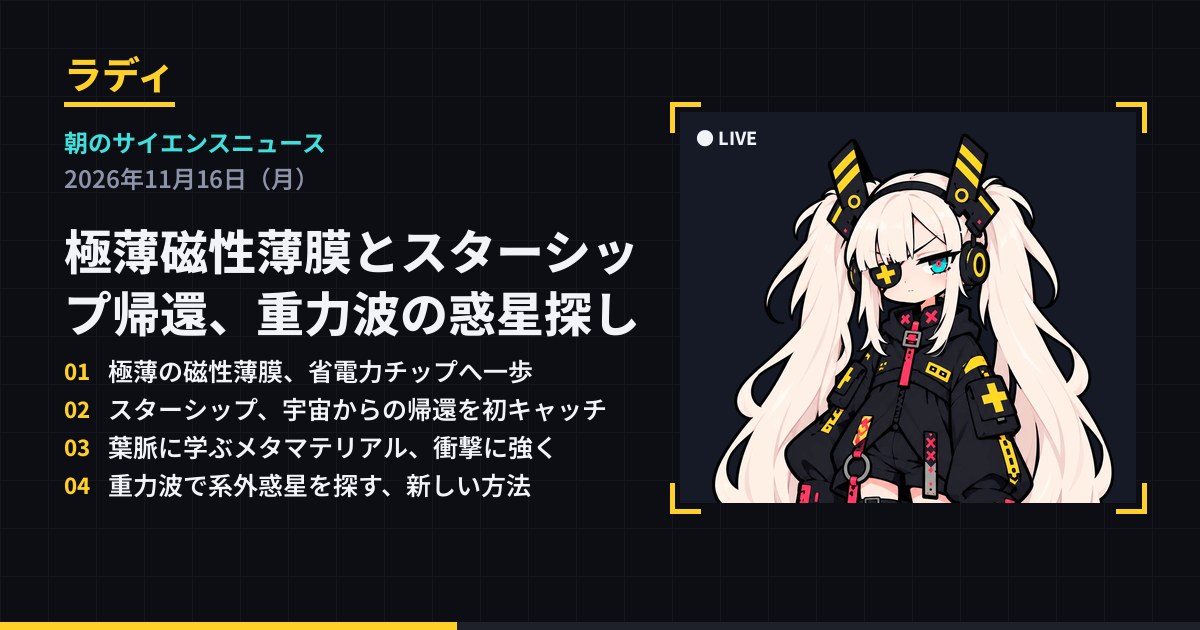 ラディ
朝のサイエンスニュース
2026年11月16日（月）
極薄磁性薄膜とスターシッ
プ帰還、重力波の惑星探し
01 極薄の磁性薄膜、省電力チップへ一歩
02 スターシップ、宇宙からの帰還を初キャッチ
03 葉脈に学ぶメタマテリアル、衝撃に強く
04 重力波で系外惑星を探す、新しい方法
LIVE